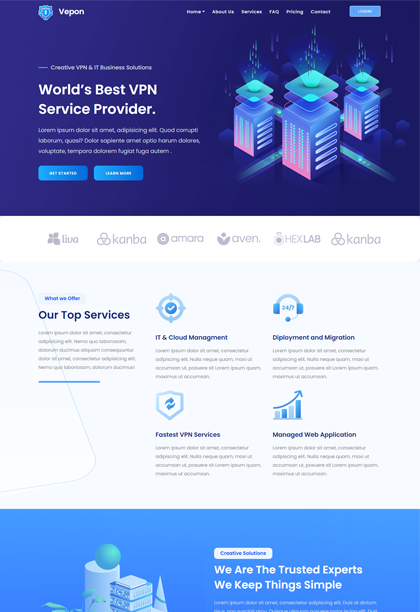 Vepon
Home About Us Services FAQ Pricing Contact
LOGIN
Creative VPN & IT Business Solutions
World's Best VPN
Service Provider.
Lorem ipsum dolor sit amet, adipisicing elit. Quod corrupti
laborum, quasi? Dolor sapiente amet optio harum dolores,
voluptate, tempora dolorem fugiat fuga autem .
GET STARTED LEARN MORE
liva kanba amara aven. HEXLAB kanba
What we Offer
Our Top Services
Lorem ipsum dolor sit amet, consectetur
adipisicing elit. Nemo quo laboriosam,
dolorum ducimus aliquam consequuntur
dolor sit amet, consectetur adipisicing elit.
Nemo quo laboriosam, dolorum ducimus!
IT & Cloud Managment
Lorem ipsum dolor sit amet, consectetur
adipisicing elit. Nulla neque quam, maxi ut
accumsan ut posuere sit Lorem ipsum quam,
maxius ut accumsan.
24/7
Diployment and Migration
Lorem ipsum dolor sit amet, consectetur
adipisicing elit. Nulla neque quam, maxi ut
accumsan ut posuere sit Lorem ipsum quam,
maxius ut accumsan.
Fastest VPN Services
Lorem ipsum dolor sit amet, consectetur
adipisicing elit. Nulla neque quam, maxi ut
accumsan ut posuere sit Lorem ipsum quam,
maxius ut accumsan.
Managed Web Application
Lorem ipsum dolor sit amet, consectetur
adipisicing elit. Nulla neque quam, maxi ut
accumsan ut posuere sit Lorem ipsum quam,
maxius ut accumsan.
Creative Solutions
We Are The Trusted Experts
We Keep Things Simple
Lorem ipsum dolor sit amet, consectetur adipiscing elit. Duis at dictum